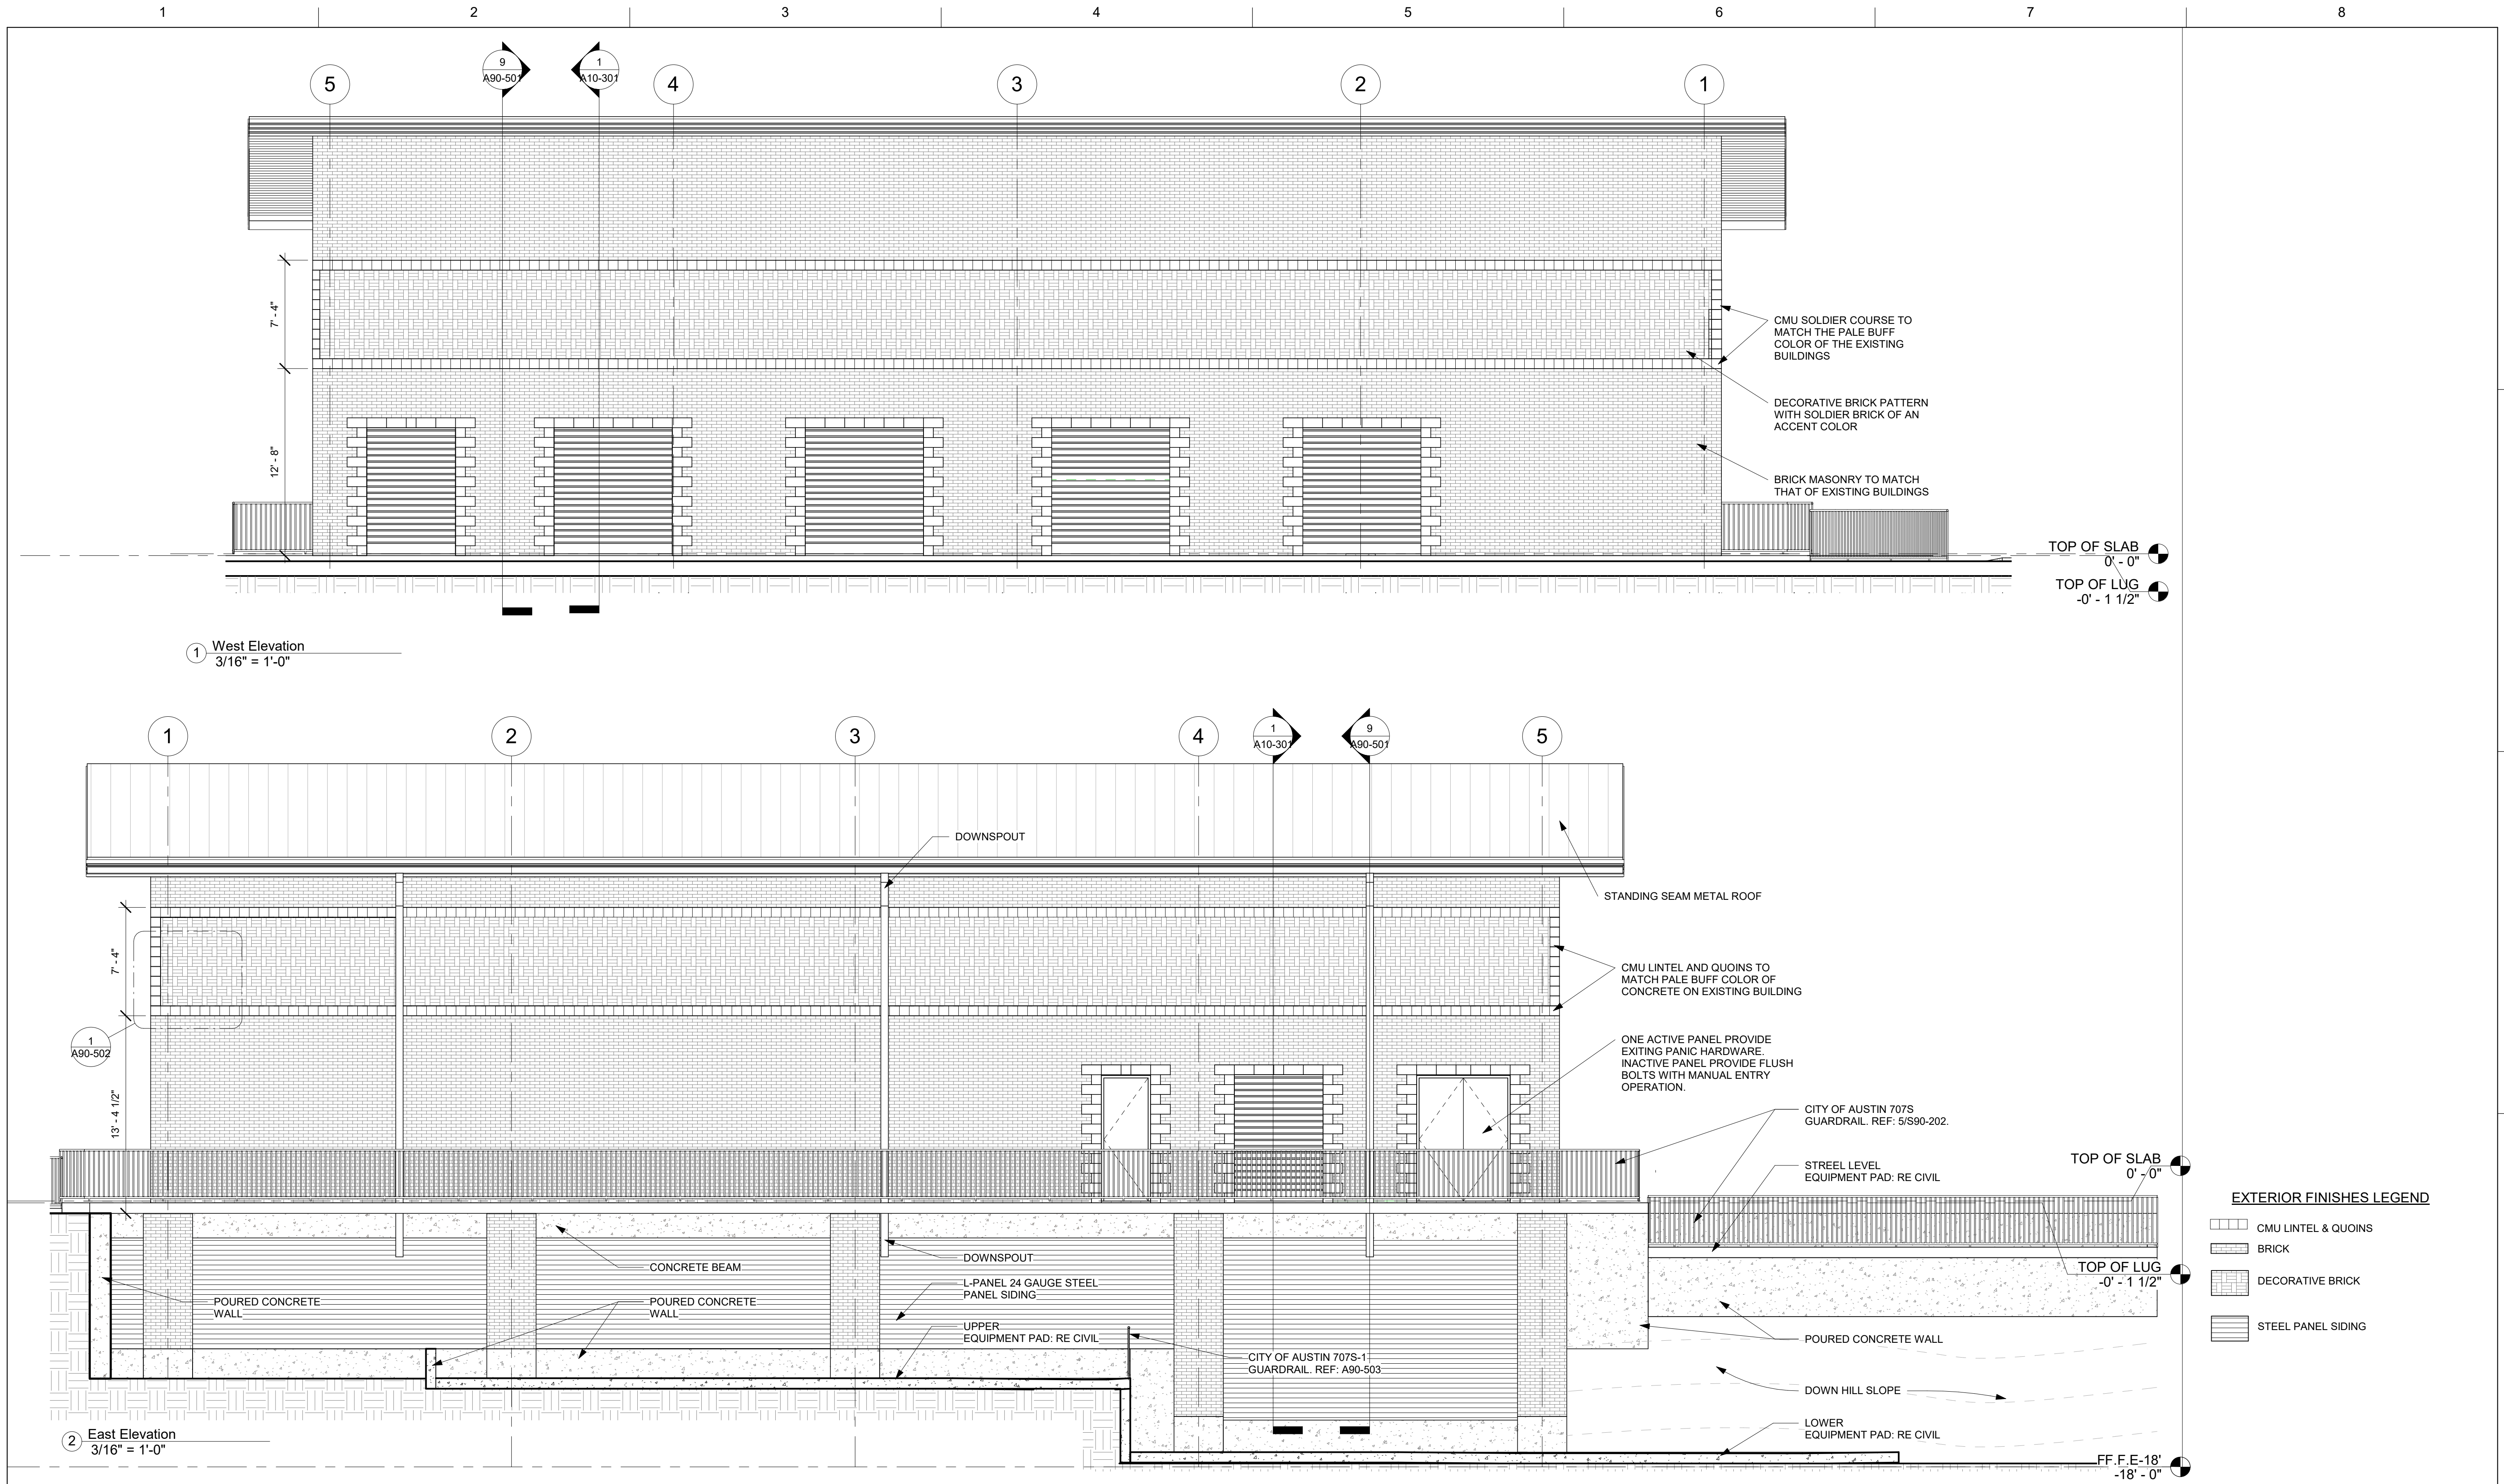 1 2 3 4 5 6 7 8
9
A90-501
1
A10-301
5 4 3 2 1
7' - 4"
12' - 8"
CMU SOLDIER COURSE TO
MATCH THE PALE BUFF
COLOR OF THE EXISTING
BUILDINGS
DECORATIVE BRICK PATTERN
WITH SOLDIER BRICK OF AN
ACCENT COLOR
BRICK MASONRY TO MATCH
THAT OF EXISTING BUILDINGS
TOP OF SLAB
0' - 0"
TOP OF LUG
-0' - 1 1/2"
1 West Elevation
3/16" = 1'-0"
1 2 3 4 5
1
A10-301
9
A90-501
DOWNSPOUT
STANDING SEAM METAL ROOF
7' - 4"
13' - 4 1/2"
1
A90-502
CMU LINTEL AND QUOINS TO
MATCH PALE BUFF COLOR OF
CONCRETE ON EXISTING BUILDING
ONE ACTIVE PANEL PROVIDE
EXITING PANIC HARDWARE.
INACTIVE PANEL PROVIDE FLUSH
BOLTS WITH MANUAL ENTRY
OPERATION.
CITY OF AUSTIN 707S
GUARDRAIL. REF: 5/S90-202.
STREEL LEVEL
EQUIPMENT PAD: RE CIVIL
TOP OF SLAB
0' - 0"
TOP OF LUG
-0' - 1 1/2"
CONCRETE BEAM
DOWNSPOUT
L-PANEL 24 GAUGE STEEL
PANEL SIDING
POURED CONCRETE
WALL
POURED CONCRETE
WALL
UPPER
EQUIPMENT PAD: RE CIVIL
CITY OF AUSTIN 707S-1
GUARDRAIL. REF: A90-503
POURED CONCRETE WALL
DOWN HILL SLOPE
LOWER
EQUIPMENT PAD: RE CIVIL
FF.F.E-18'
-18' - 0"
2 East Elevation
3/16" = 1'-0"
EXTERIOR FINISHES LEGEND
CMU LINTEL & QUOINS
BRICK
DECORATIVE BRICK
STEEL PANEL SIDING